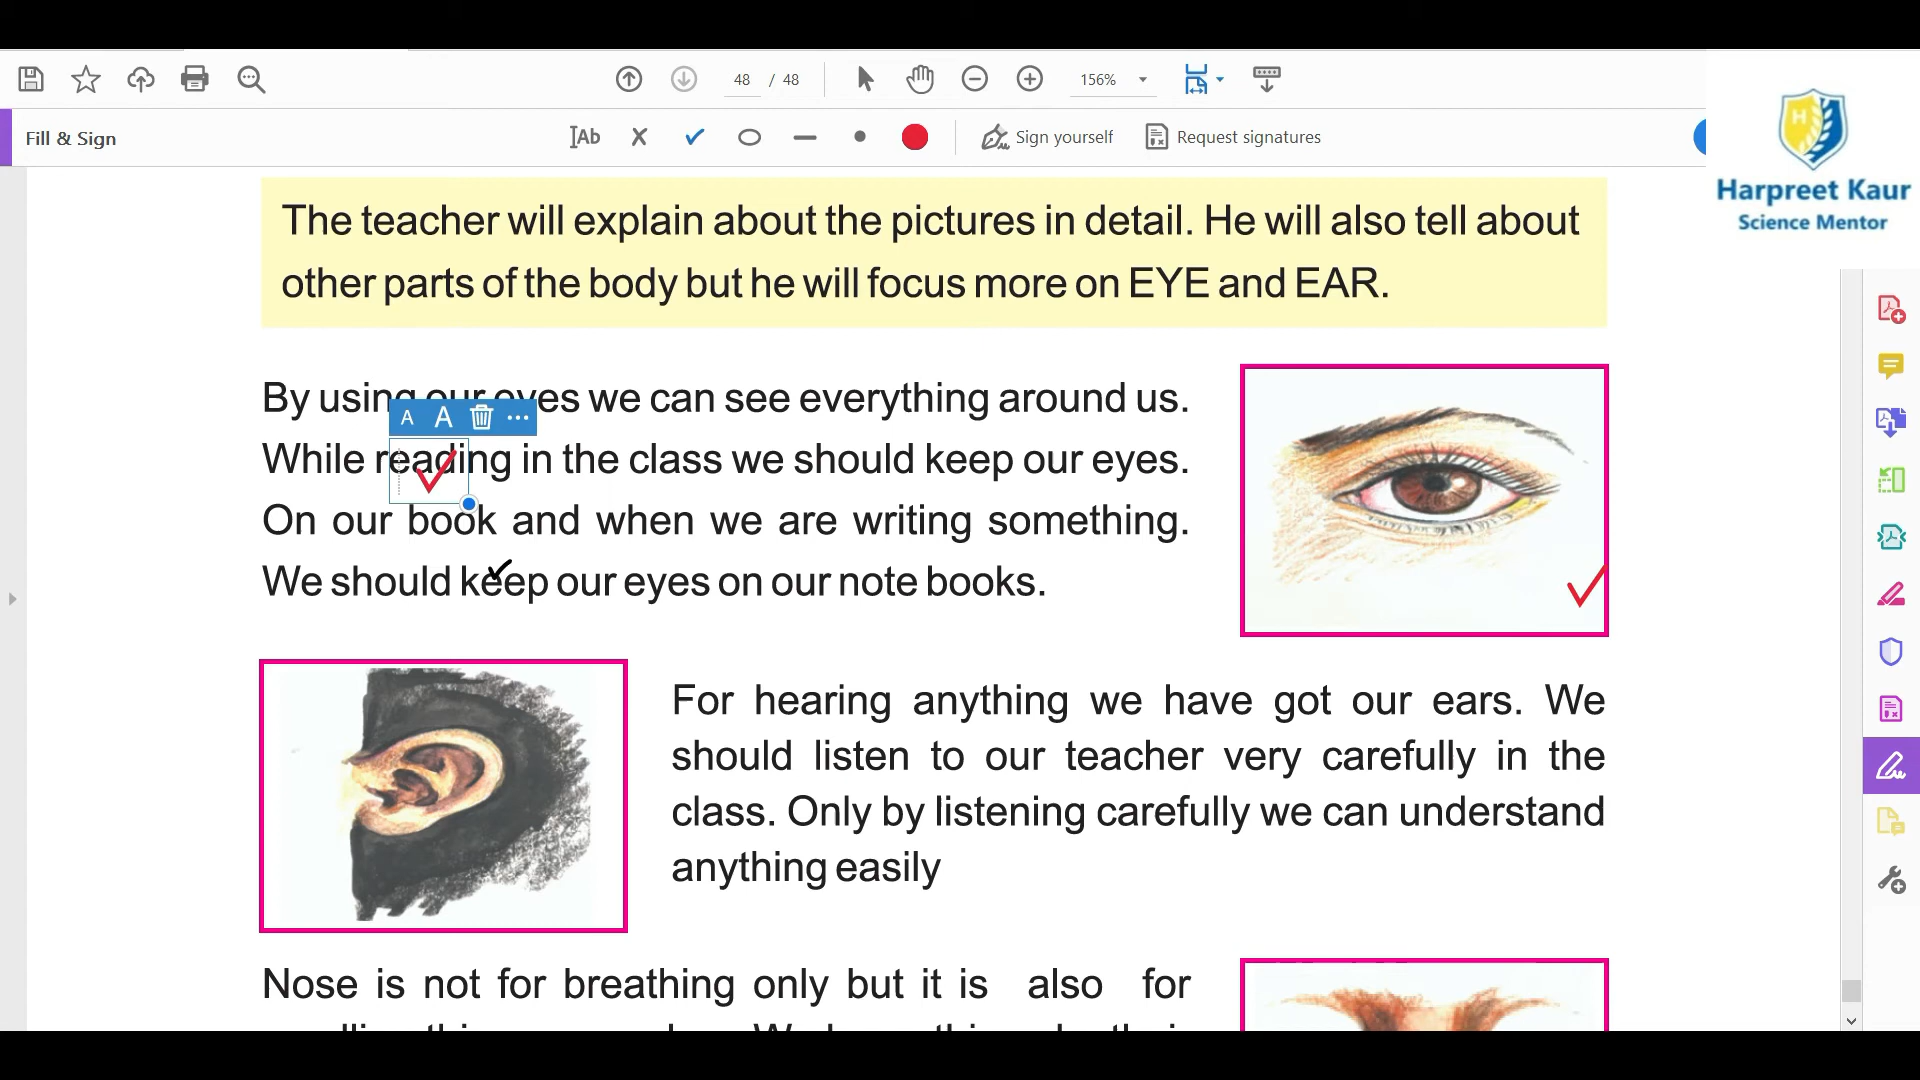 48 / 48
156%
Fill & Sign
Ab
Sign yourself
Request signatures
H
Harpreet Kaur
Science Mentor
The teacher will explain about the pictures in detail. He will also tell about
other parts of the body but he will focus more on EYE and EAR.
By using our eyes we can see everything around us.
A A
While reading in the class we should keep our eyes.
On our book and when we are writing something.
We should keep our eyes on our note books.
For hearing anything we have got our ears. We
should listen to our teacher very carefully in the
class. Only by listening carefully we can understand
anything easily
Nose is not for breathing only but it is also for